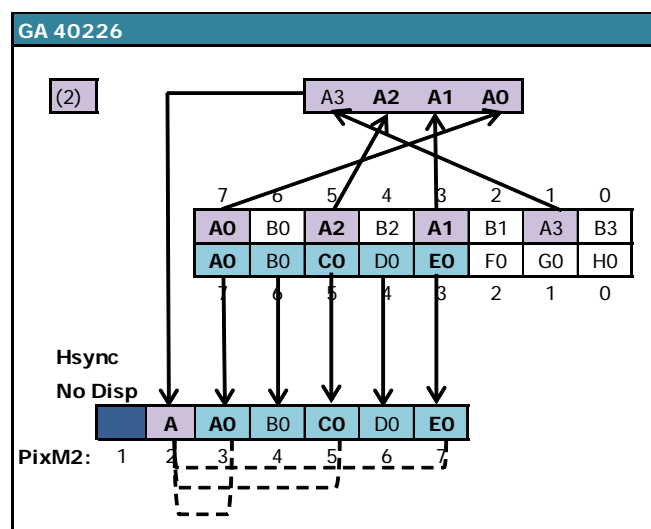 GA 40226
(2) A3 A2 A1 A0
7 6 5 4 3 2 1 0
A0 B0 A2 B2 A1 B1 A3 B3
A0 B0 C0 D0 E0 F0 G0 H0
7 6 5 4 3 2 1 0
Hsync
No Disp
A A0 B0 C0 D0 E0
PixM2: 1 2 3 4 5 6 7